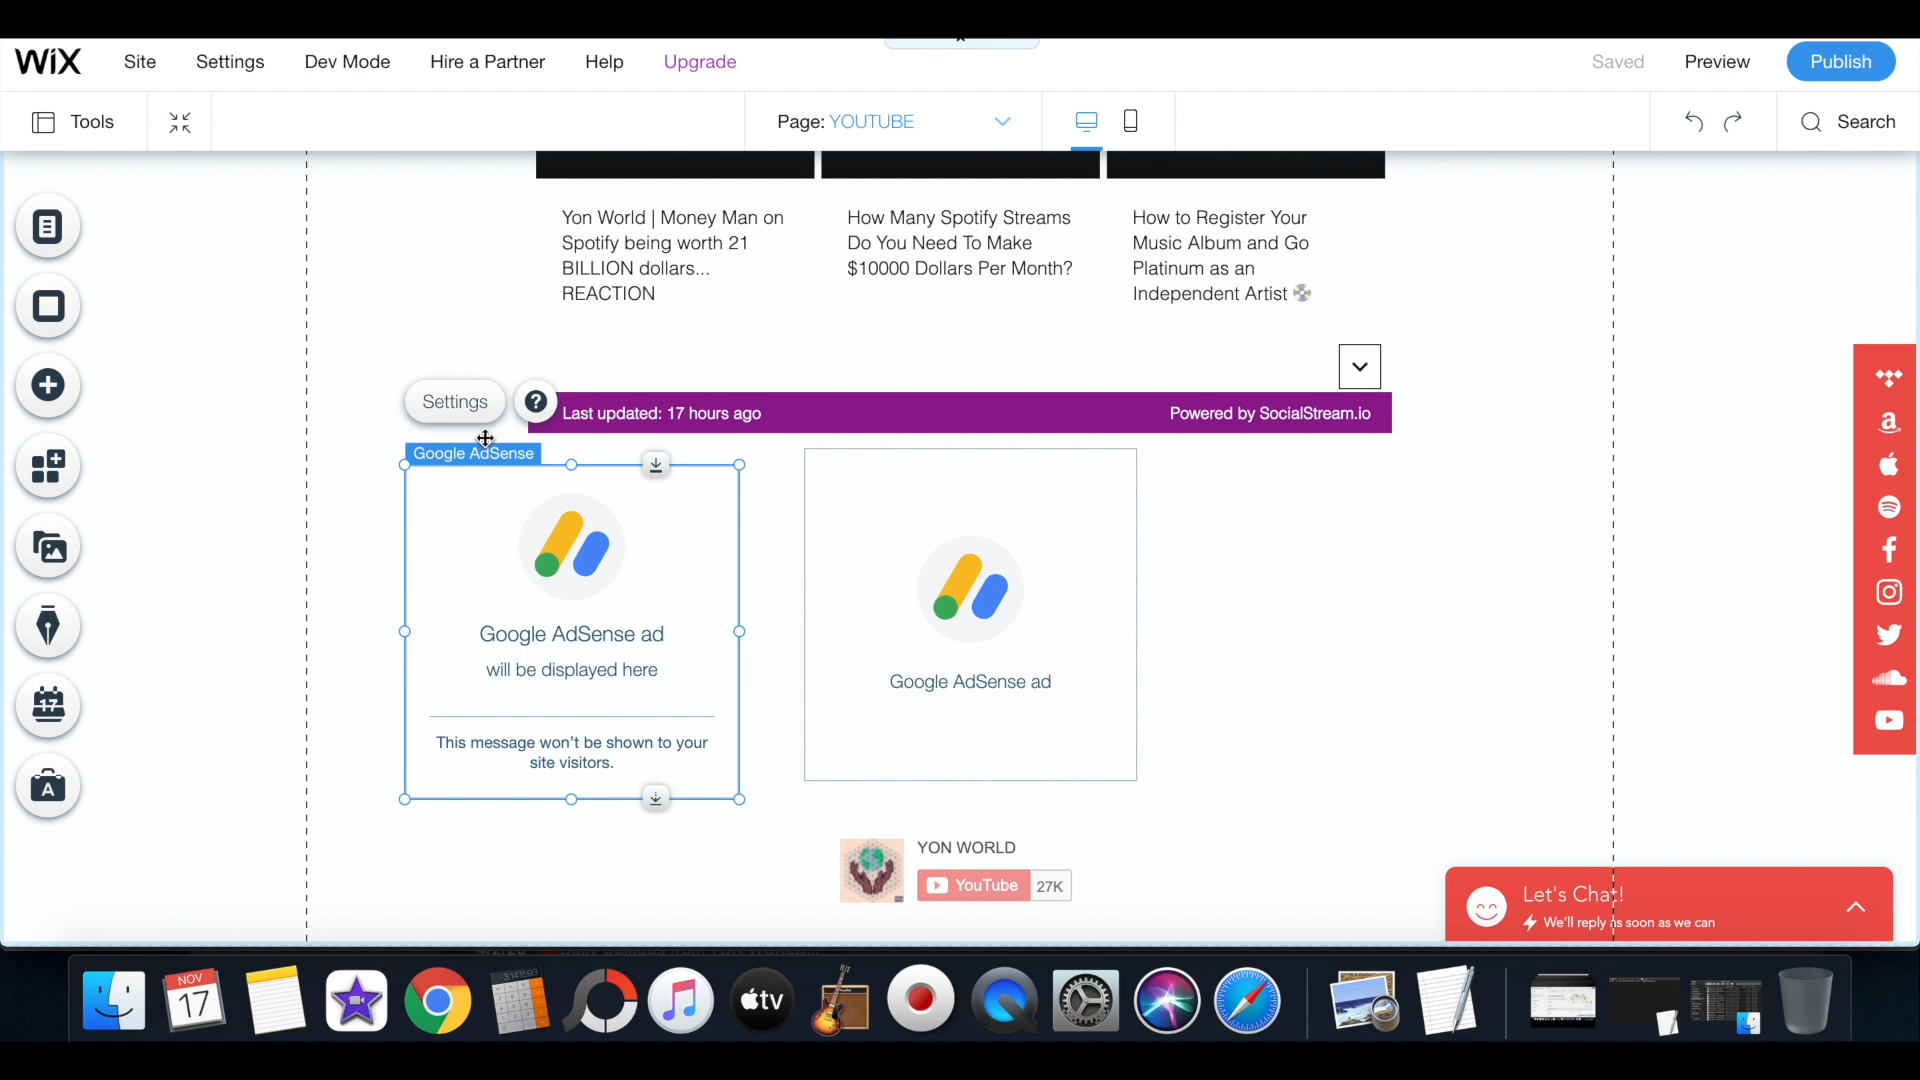 WiX Site Settings Dev Mode Hire a Partner Help Upgrade Saved Preview Publish
Tools Page: YOUTUBE Search
Yon World | Money Man on
Spotify being worth 21
BILLION dollars...
REACTION
How Many Spotify Streams
Do You Need To Make
$10000 Dollars Per Month?
How to Register Your
Music Album and Go
Platinum as an
Independent Artist 💿
Settings ?
Last updated: 17 hours ago Powered by SocialStream.io
Google AdSense
Google AdSense ad
will be displayed here
This message won't be shown to your
site visitors.
Google AdSense ad
YON WORLD
YouTube 27K
Let's Chat!
We'll reply as soon as we can
17
A
a
NOV
17
3.141593
tv